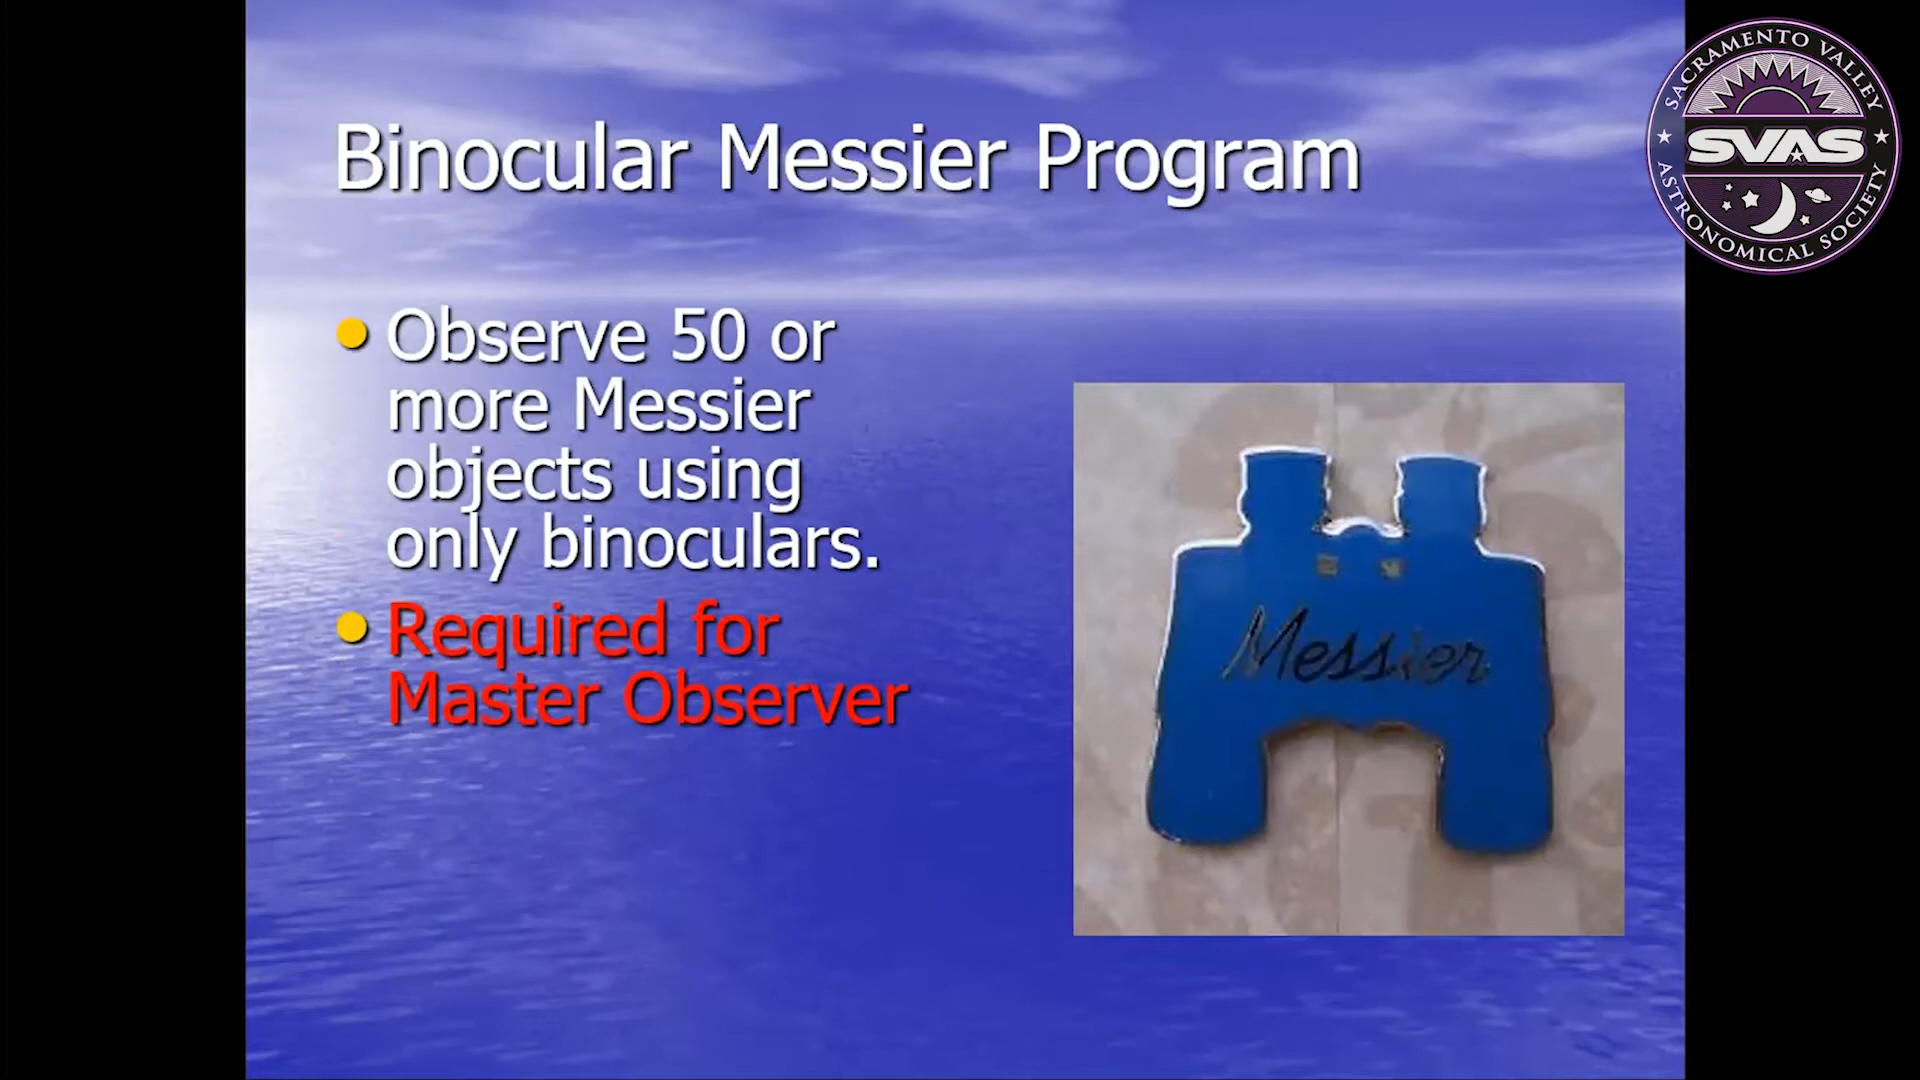 Binocular Messier Program
Observe 50 or
more Messier
objects using
only binoculars.
Required for
Master Observer
Messier
SACRAMENTO VALLEY
SVAS
ASTRONOMICAL SOCIETY